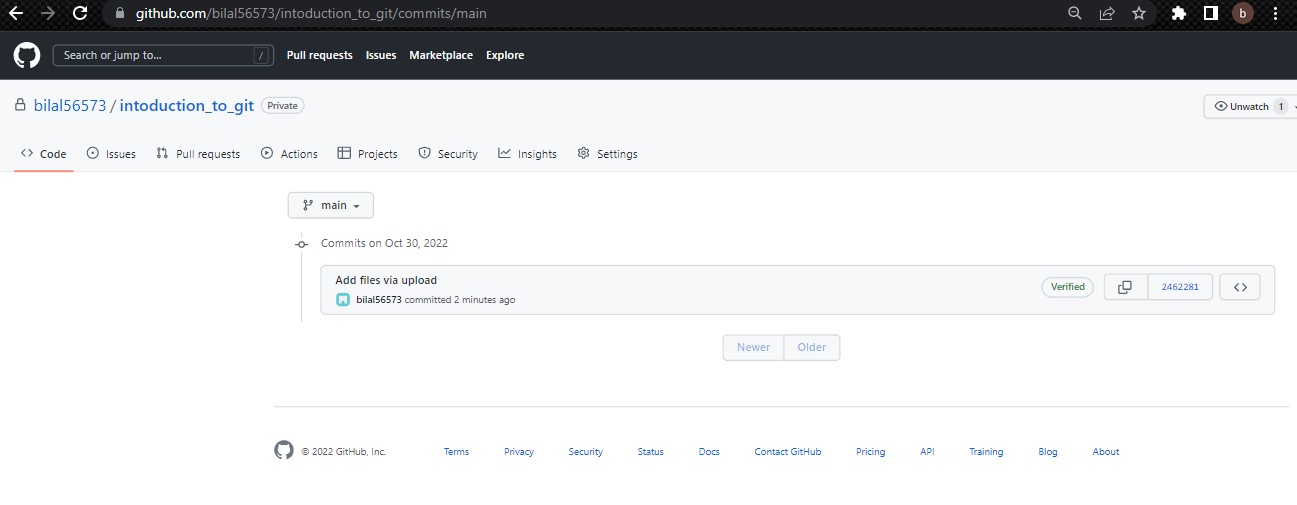 github.com/bilal56573/intoduction_to_git/commits/main
b
Search or jump to... /
Pull requests Issues Marketplace Explore
bilal56573 / intoduction_to_git Private
Unwatch 1
Code Issues Pull requests Actions Projects Security Insights Settings
main
Commits on Oct 30, 2022
Add files via upload
bilal56573 committed 2 minutes ago
Verified
2462281
Newer Older
© 2022 GitHub, Inc. Terms Privacy Security Status Docs Contact GitHub Pricing API Training Blog About